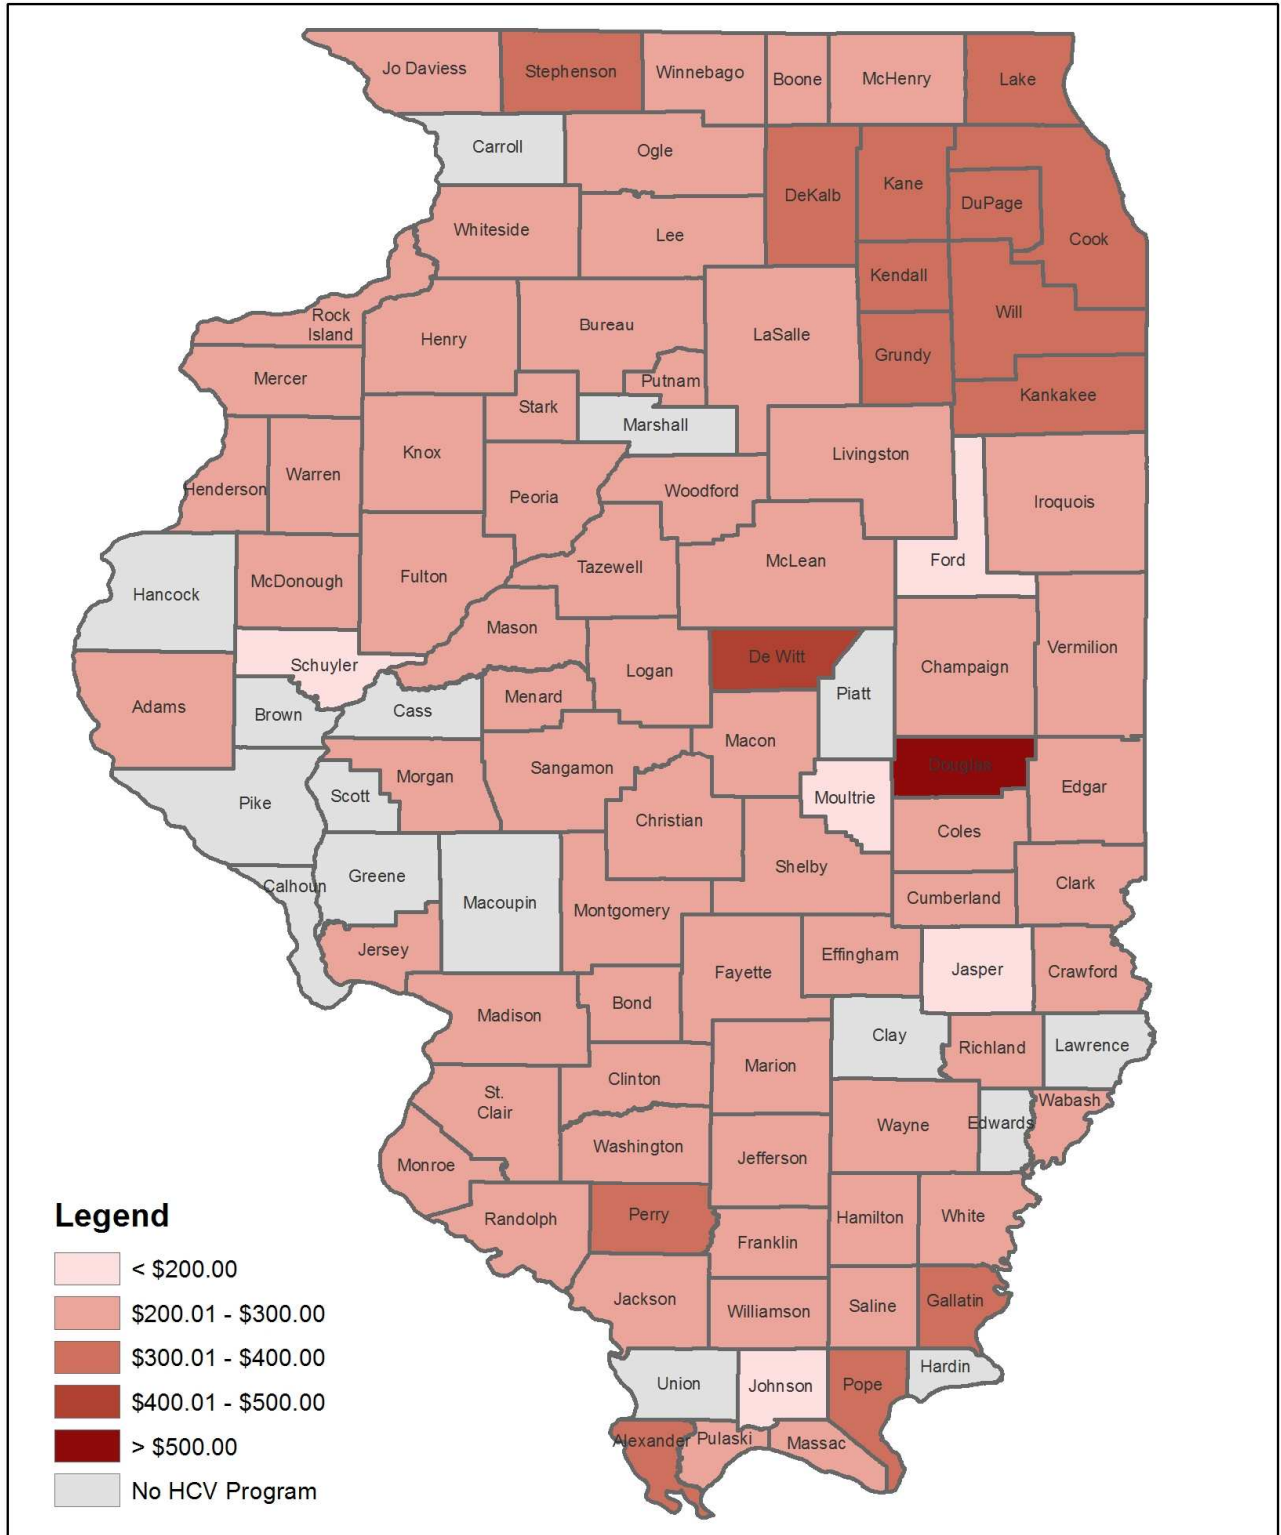 Jo Daviess
Stephenson
Winnebago
Boone
McHenry
Lake
Carroll
Ogle
DeKalb
Kane
DuPage
Cook
Whiteside
Lee
Kendall
Will
Rock
Island
Henry
Bureau
LaSalle
Grundy
Mercer
Putnam
Kankakee
Stark
Marshall
Knox
Livingston
Henderson
Warren
Peoria
Woodford
Iroquois
Hancock
McDonough
Fulton
Tazewell
McLean
Ford
Mason
Schuyler
Logan
De Witt
Champaign
Vermilion
Adams
Brown
Cass
Menard
Piatt
Macon
Pike
Scott
Morgan
Sangamon
Douglas
Edgar
Moultrie
Christian
Coles
Calhoun
Greene
Macoupin
Montgomery
Shelby
Cumberland
Clark
Jersey
Fayette
Effingham
Jasper
Crawford
Madison
Bond
Clay
Richland
Lawrence
Marion
Clinton
St.
Clair
Wabash
Edwards
Wayne
Washington
Monroe
Jefferson
Randolph
Perry
Franklin
Hamilton
White
Jackson
Williamson
Saline
Gallatin
Union
Johnson
Pope
Hardin
Alexander
Pulaski
Massac
Legend
< $200.00
$200.01 - $300.00
$300.01 - $400.00
$400.01 - $500.00
> $500.00
No HCV Program